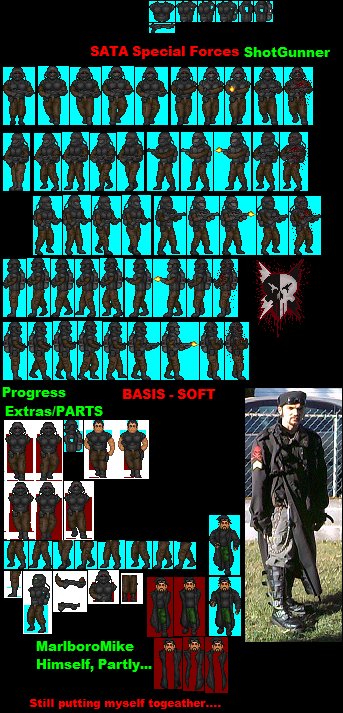 SATA Special Forces ShotGunner
Progress
Extras/PARTS
BASIS - SOFT
MarlboroMike
Himself, Partly...
Still putting myself togeather....